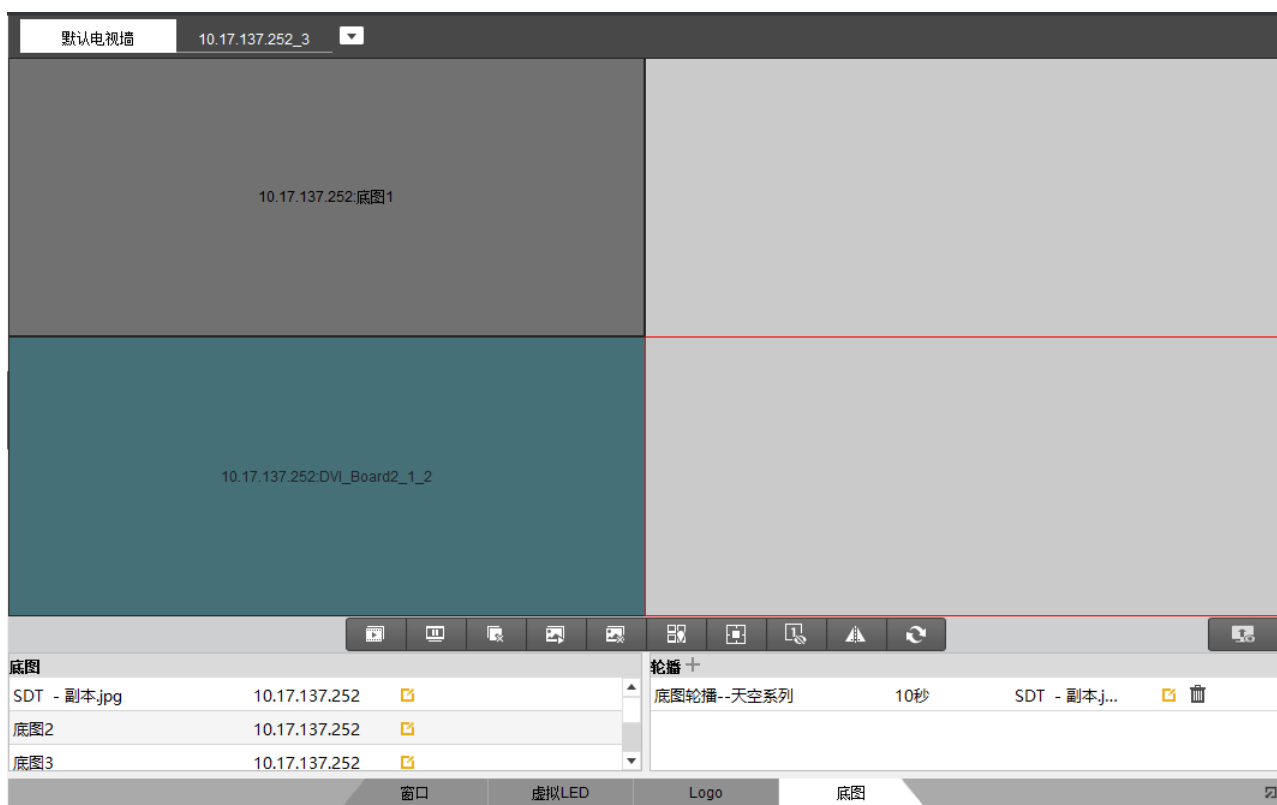 默认电视墙 10.17.137.252_3
10.17.137.252:底图1
10.17.137.252:DVI_Board2_1_2
底图 轮播
SDT - 副本.jpg 10.17.137.252 底图轮播--天空系列 10秒 SDT - 副本.j...
底图2 10.17.137.252
底图3 10.17.137.252
窗口 虚拟LED Logo 底图